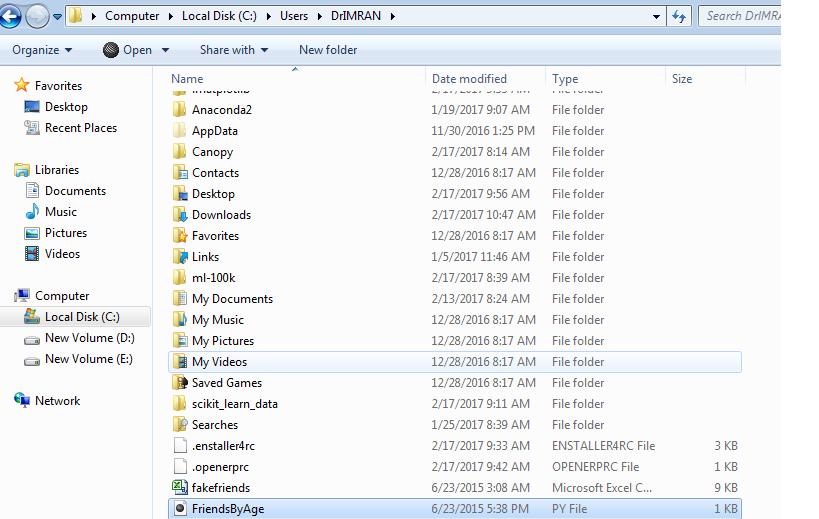 Computer Local Disk (C:) Users DrIMRAN Search DrIMRA
Organize Open Share with New folder
Name Date modified Type Size
Favorites
Desktop
Recent Places
Libraries
Documents
Music
Pictures
Videos
Computer
Local Disk (C:)
New Volume (D:)
New Volume (E:)
Network
Anaconda2 1/19/2017 9:07 AM File folder
AppData 11/30/2016 1:25 PM File folder
Canopy 2/17/2017 8:14 AM File folder
Contacts 12/28/2016 8:17 AM File folder
Desktop 2/17/2017 9:56 AM File folder
Downloads 2/17/2017 10:47 AM File folder
Favorites 12/28/2016 8:17 AM File folder
Links 1/5/2017 11:46 AM File folder
ml-100k 2/17/2017 8:39 AM File folder
My Documents 2/13/2017 8:24 AM File folder
My Music 12/28/2016 8:17 AM File folder
My Pictures 12/28/2016 8:17 AM File folder
My Videos 12/28/2016 8:17 AM File folder
Saved Games 12/28/2016 8:17 AM File folder
scikit_learn_data 2/17/2017 9:11 AM File folder
Searches 1/25/2017 8:39 AM File folder
.enstaller4rc 2/17/2017 9:33 AM ENSTALLER4RC File 3 KB
.openerprc 2/17/2017 9:42 AM OPENERPRC File 1 KB
fakefriends 6/23/2015 3:08 AM Microsoft Excel C... 9 KB
FriendsByAge 6/23/2015 5:38 PM PY File 1 KB